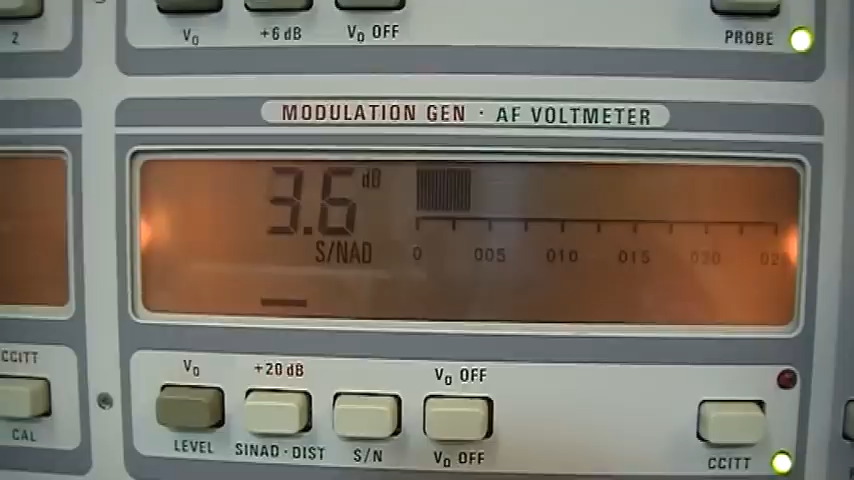 2
V0
+6 dB
V0 OFF
PROBE
MODULATION GEN · AF VOLTMETER
3.6 dB
S/NAD
0 005 010 015 020
CCITT
V0
+20 dB
V0 OFF
CAL
LEVEL
SINAD · DIST
S/N
V0 OFF
CCITT